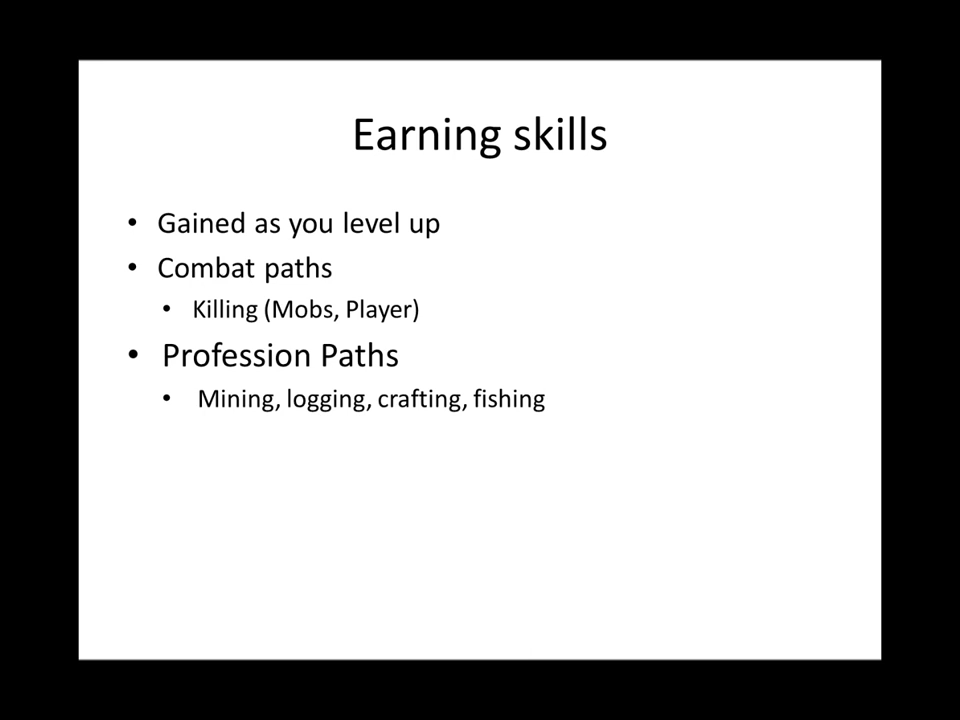 Earning skills
• Gained as you level up
• Combat paths
• Killing (Mobs, Player)
• Profession Paths
• Mining, logging, crafting, fishing